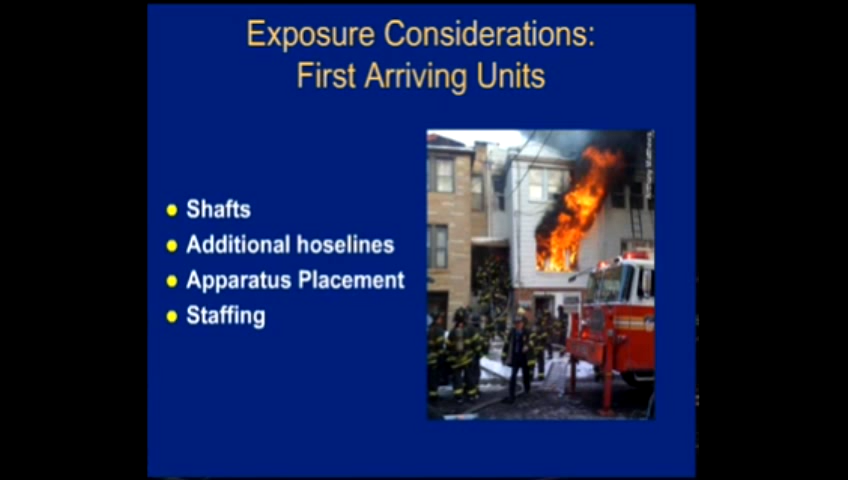 Exposure Considerations:
First Arriving Units
Shafts
Additional hoselines
Apparatus Placement
Staffing